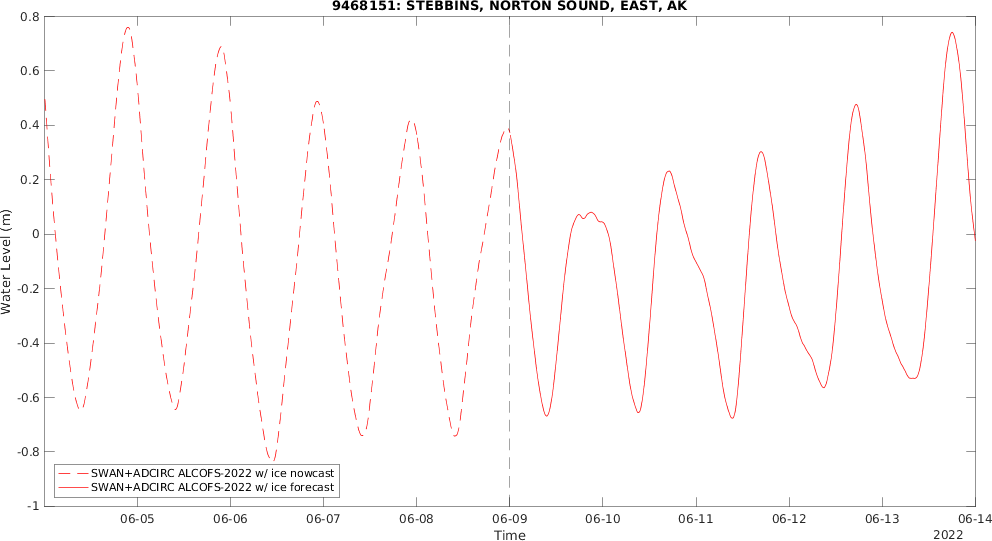 9468151: STEBBINS, NORTON SOUND, EAST, AK
0.8
0.6
0.4
0.2
0
-0.2
-0.4
-0.6
-0.8
-1
Water Level (m)
SWAN+ADCIRC ALCOFS-2022 w/ ice nowcast
SWAN+ADCIRC ALCOFS-2022 w/ ice forecast
06-05 06-06 06-07 06-08 06-09 06-10 06-11 06-12 06-13 06-14
Time
2022